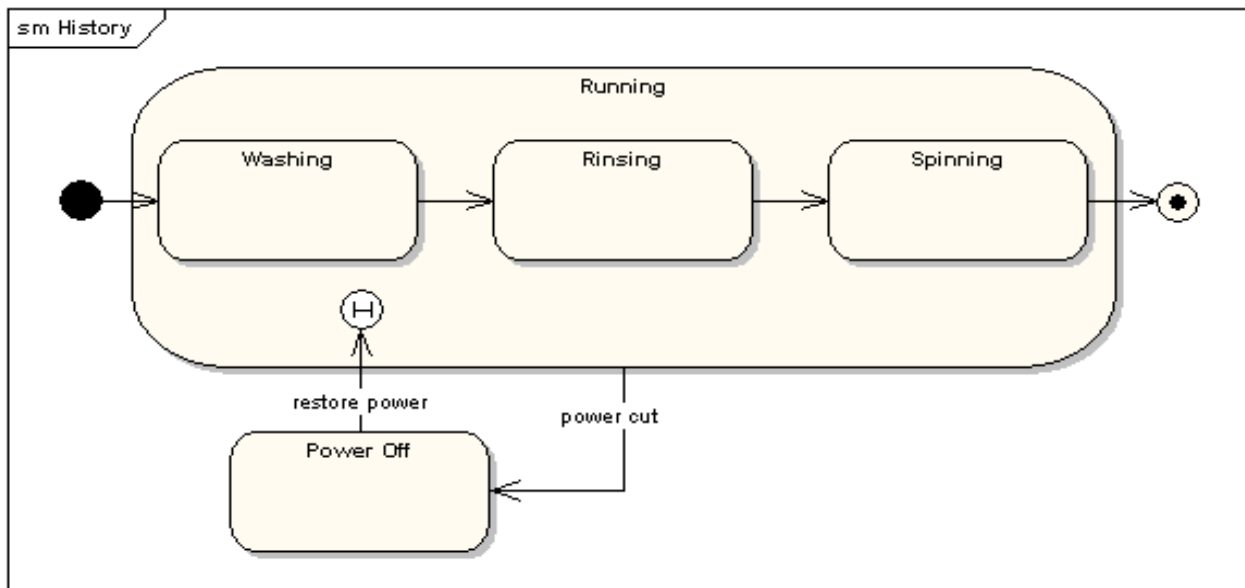 sm History
Running
Washing
Rinsing
Spinning
H
restore power
power cut
Power Off